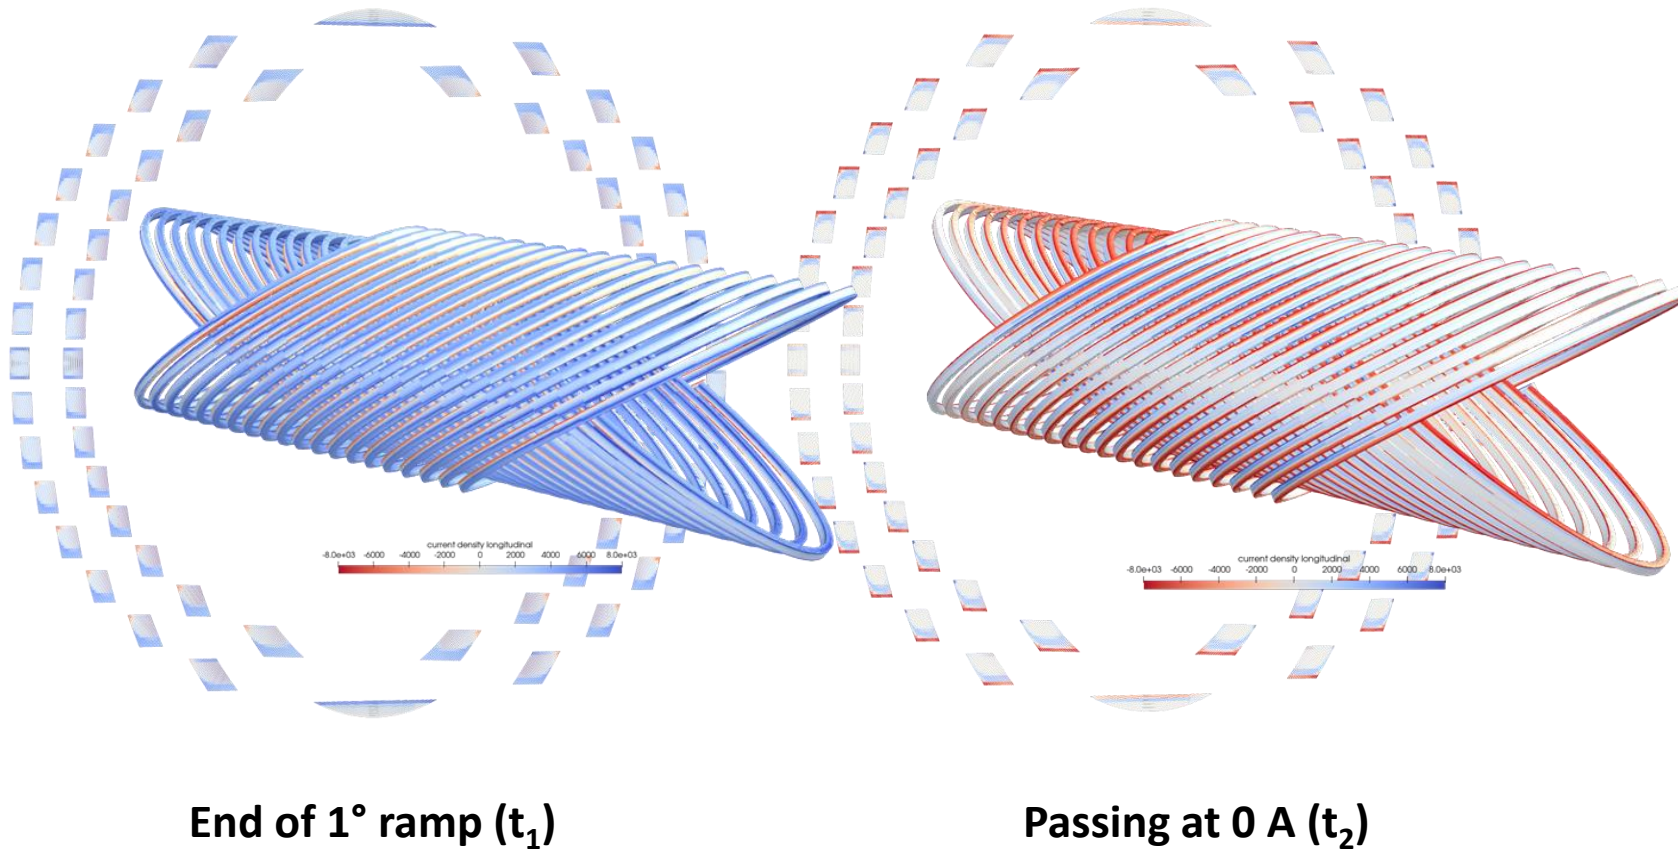 current density longitudinal
-8.0e+03 -6000 -4000 -2000 0 2000 4000 6000 8.0e+03
current density longitudinal
-8.0e+03 -6000 -4000 -2000 0 2000 4000 6000 8.0e+03
End of 1° ramp (t₁)
Passing at 0 A (t₂)